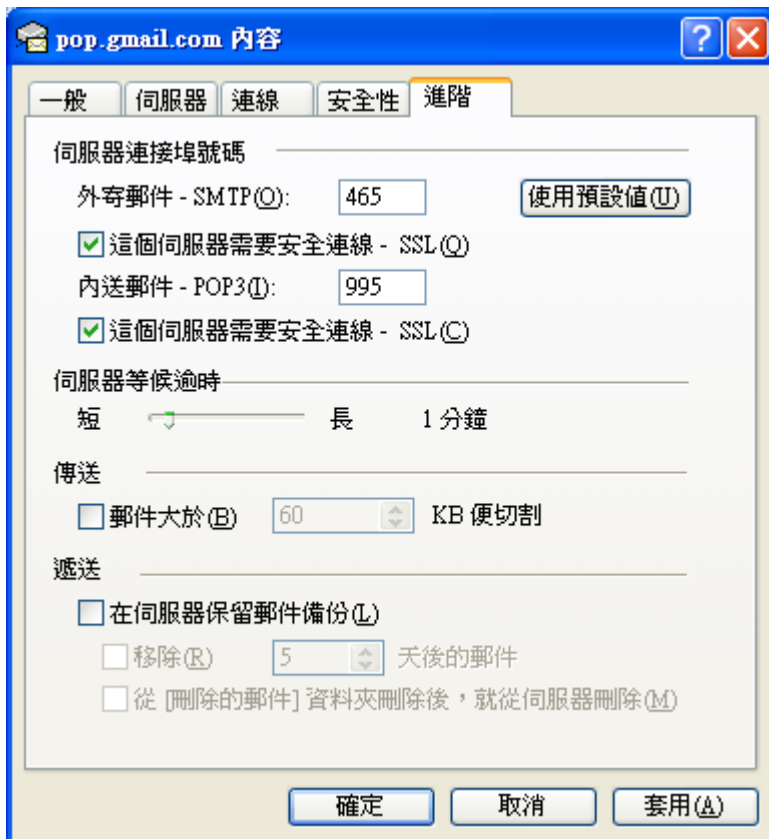 pop.gmail.com 內容
一般 伺服器 連線 安全性 進階
伺服器連接埠號碼
外寄郵件 - SMTP(O): 465 使用預設值(U)
這個伺服器需要安全連線 - SSL(Q)
內送郵件 - POP3(I): 995
這個伺服器需要安全連線 - SSL(C)
伺服器等候逾時
短 長 1 分鐘
傳送
郵件大於(B) 60 KB 便切割
遞送
在伺服器保留郵件備份(L)
移除(R) 5 天後的郵件
從 [刪除的郵件] 資料夾刪除後，就從伺服器刪除(M)
確定 取消 套用(A)